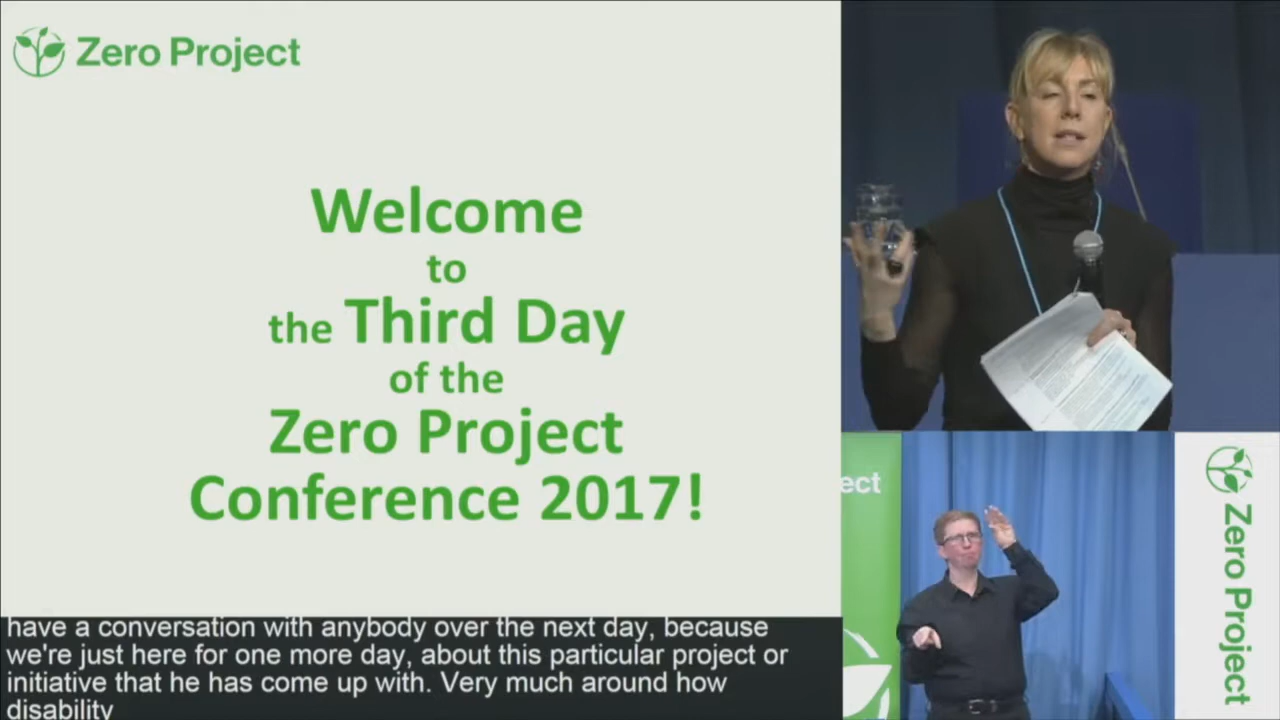 Zero Project
Welcome
to
the Third Day
of the
Zero Project
Conference 2017!
have a conversation with anybody over the next day, because
we're just here for one more day, about this particular project or
initiative that he has come up with. Very much around how
disability
ect
Zero Project